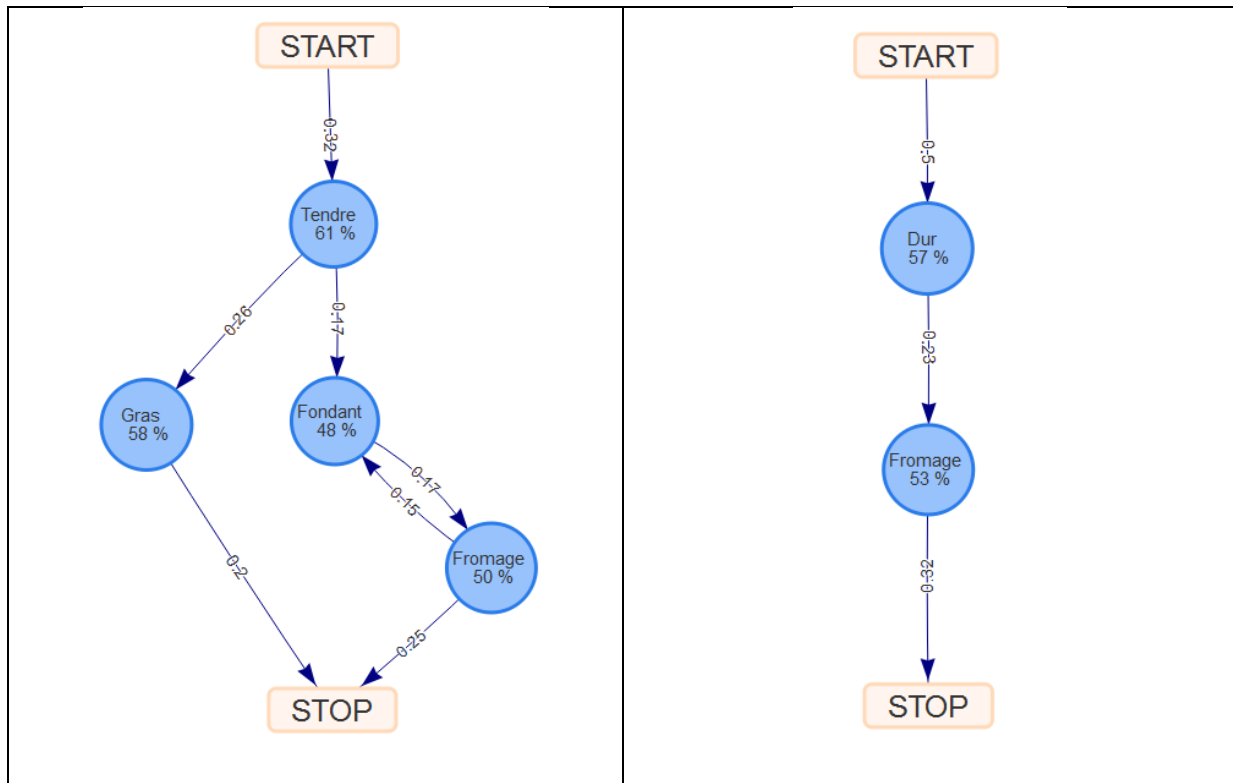 START
0.32
Tendre
61 %
0.26
0.17
Gras
58 %
Fondant
48 %
0.17
0.15
Fromage
50 %
0.2
0.25
STOP
START
0.5
Dur
57 %
0.23
Fromage
53 %
0.32
STOP